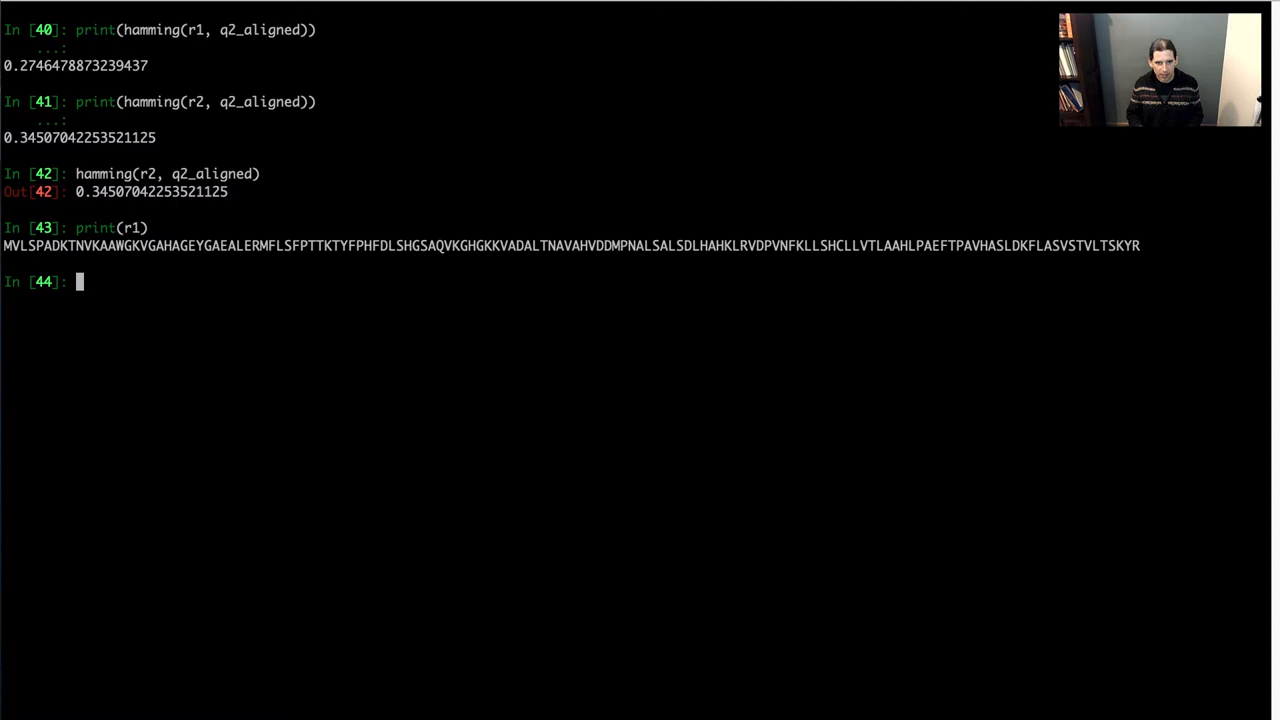 In [40]: print(hamming(r1, q2_aligned))
...:
0.2746478873239437
In [41]: print(hamming(r2, q2_aligned))
...:
0.34507042253521125
In [42]: hamming(r2, q2_aligned)
Out[42]: 0.34507042253521125
In [43]: print(r1)
MVLSPADKTNVKAAWGKVGAHAGEYGAEALERMFLSFPTTKTYFPHFDLSHGSAQVKGHGKKVADALTNAVAHVDDMPNALSALSDLHAHKLRVDPVNFKLLSHCLLVTLAAHLPAEFTPAVHASLDKFLASVSTVLTSKYR
In [44]: